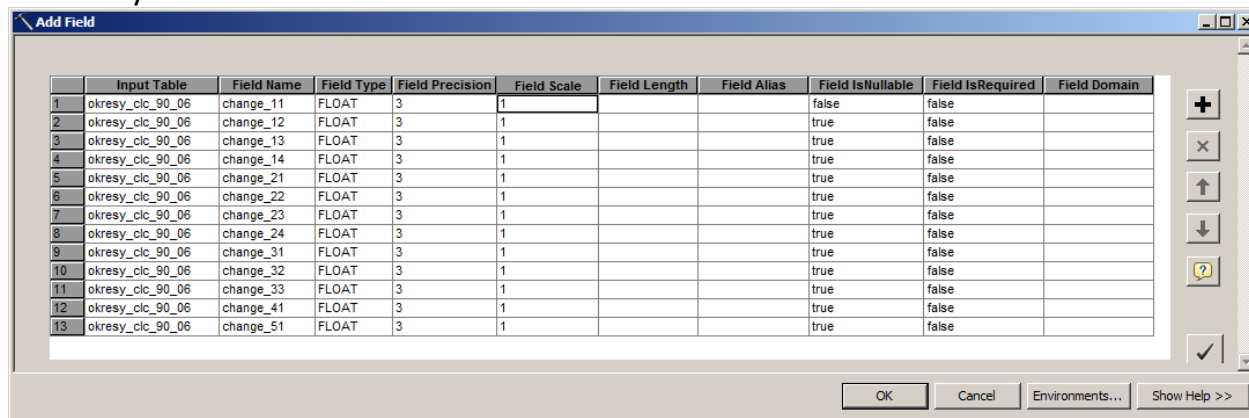 Add Field
Input Table Field Name Field Type Field Precision Field Scale Field Length Field Alias Field IsNullable Field IsRequired Field Domain
1 okresy_clc_90_06 change_11 FLOAT 3 1 false false
2 okresy_clc_90_06 change_12 FLOAT 3 1 true false
3 okresy_clc_90_06 change_13 FLOAT 3 1 true false
4 okresy_clc_90_06 change_14 FLOAT 3 1 true false
5 okresy_clc_90_06 change_21 FLOAT 3 1 true false
6 okresy_clc_90_06 change_22 FLOAT 3 1 true false
7 okresy_clc_90_06 change_23 FLOAT 3 1 true false
8 okresy_clc_90_06 change_24 FLOAT 3 1 true false
9 okresy_clc_90_06 change_31 FLOAT 3 1 true false
10 okresy_clc_90_06 change_32 FLOAT 3 1 true false
11 okresy_clc_90_06 change_33 FLOAT 3 1 true false
12 okresy_clc_90_06 change_41 FLOAT 3 1 true false
13 okresy_clc_90_06 change_51 FLOAT 3 1 true false
OK Cancel Environments... Show Help >>